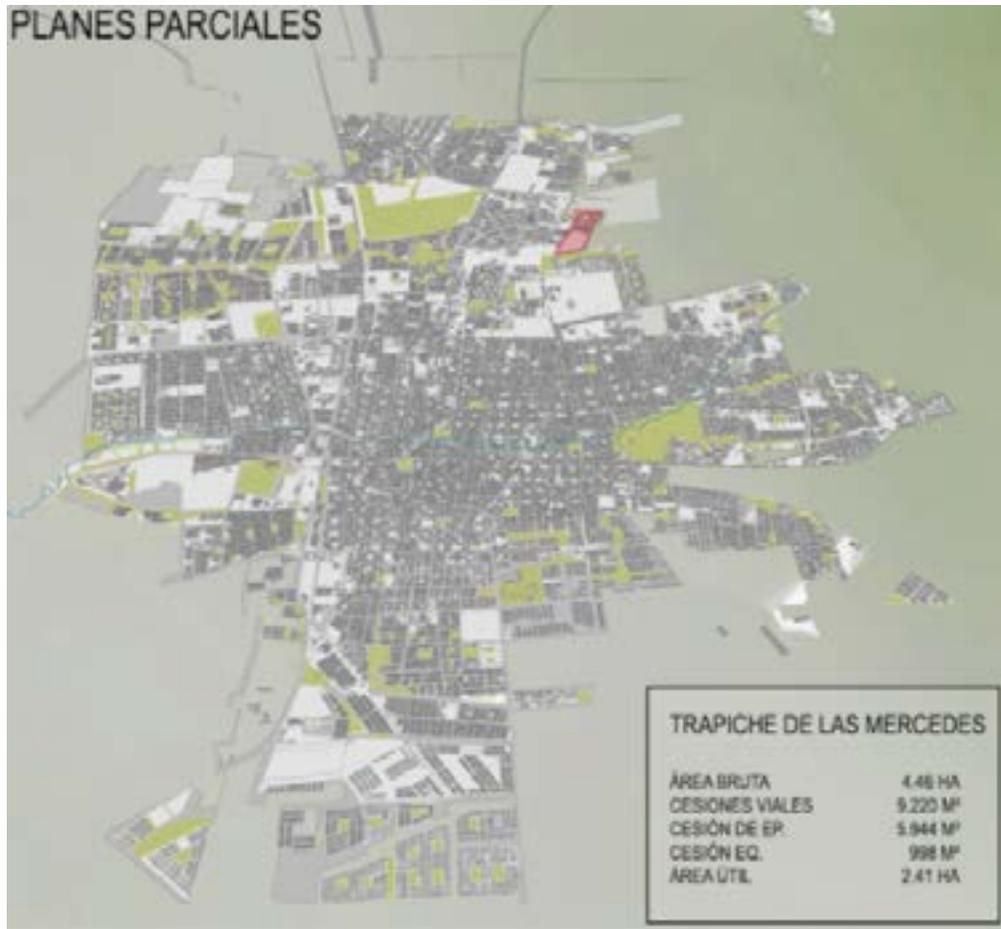 PLANES PARCIALES
TRAPICHE DE LAS MERCEDES
ÁREA BRUTA 4.46 HA
CESIONES VIALES 9.220 M²
CESIÓN DE EP. 5.944 M²
CESIÓN EQ. 998 M²
ÁREA ÚTIL 2.41 HA